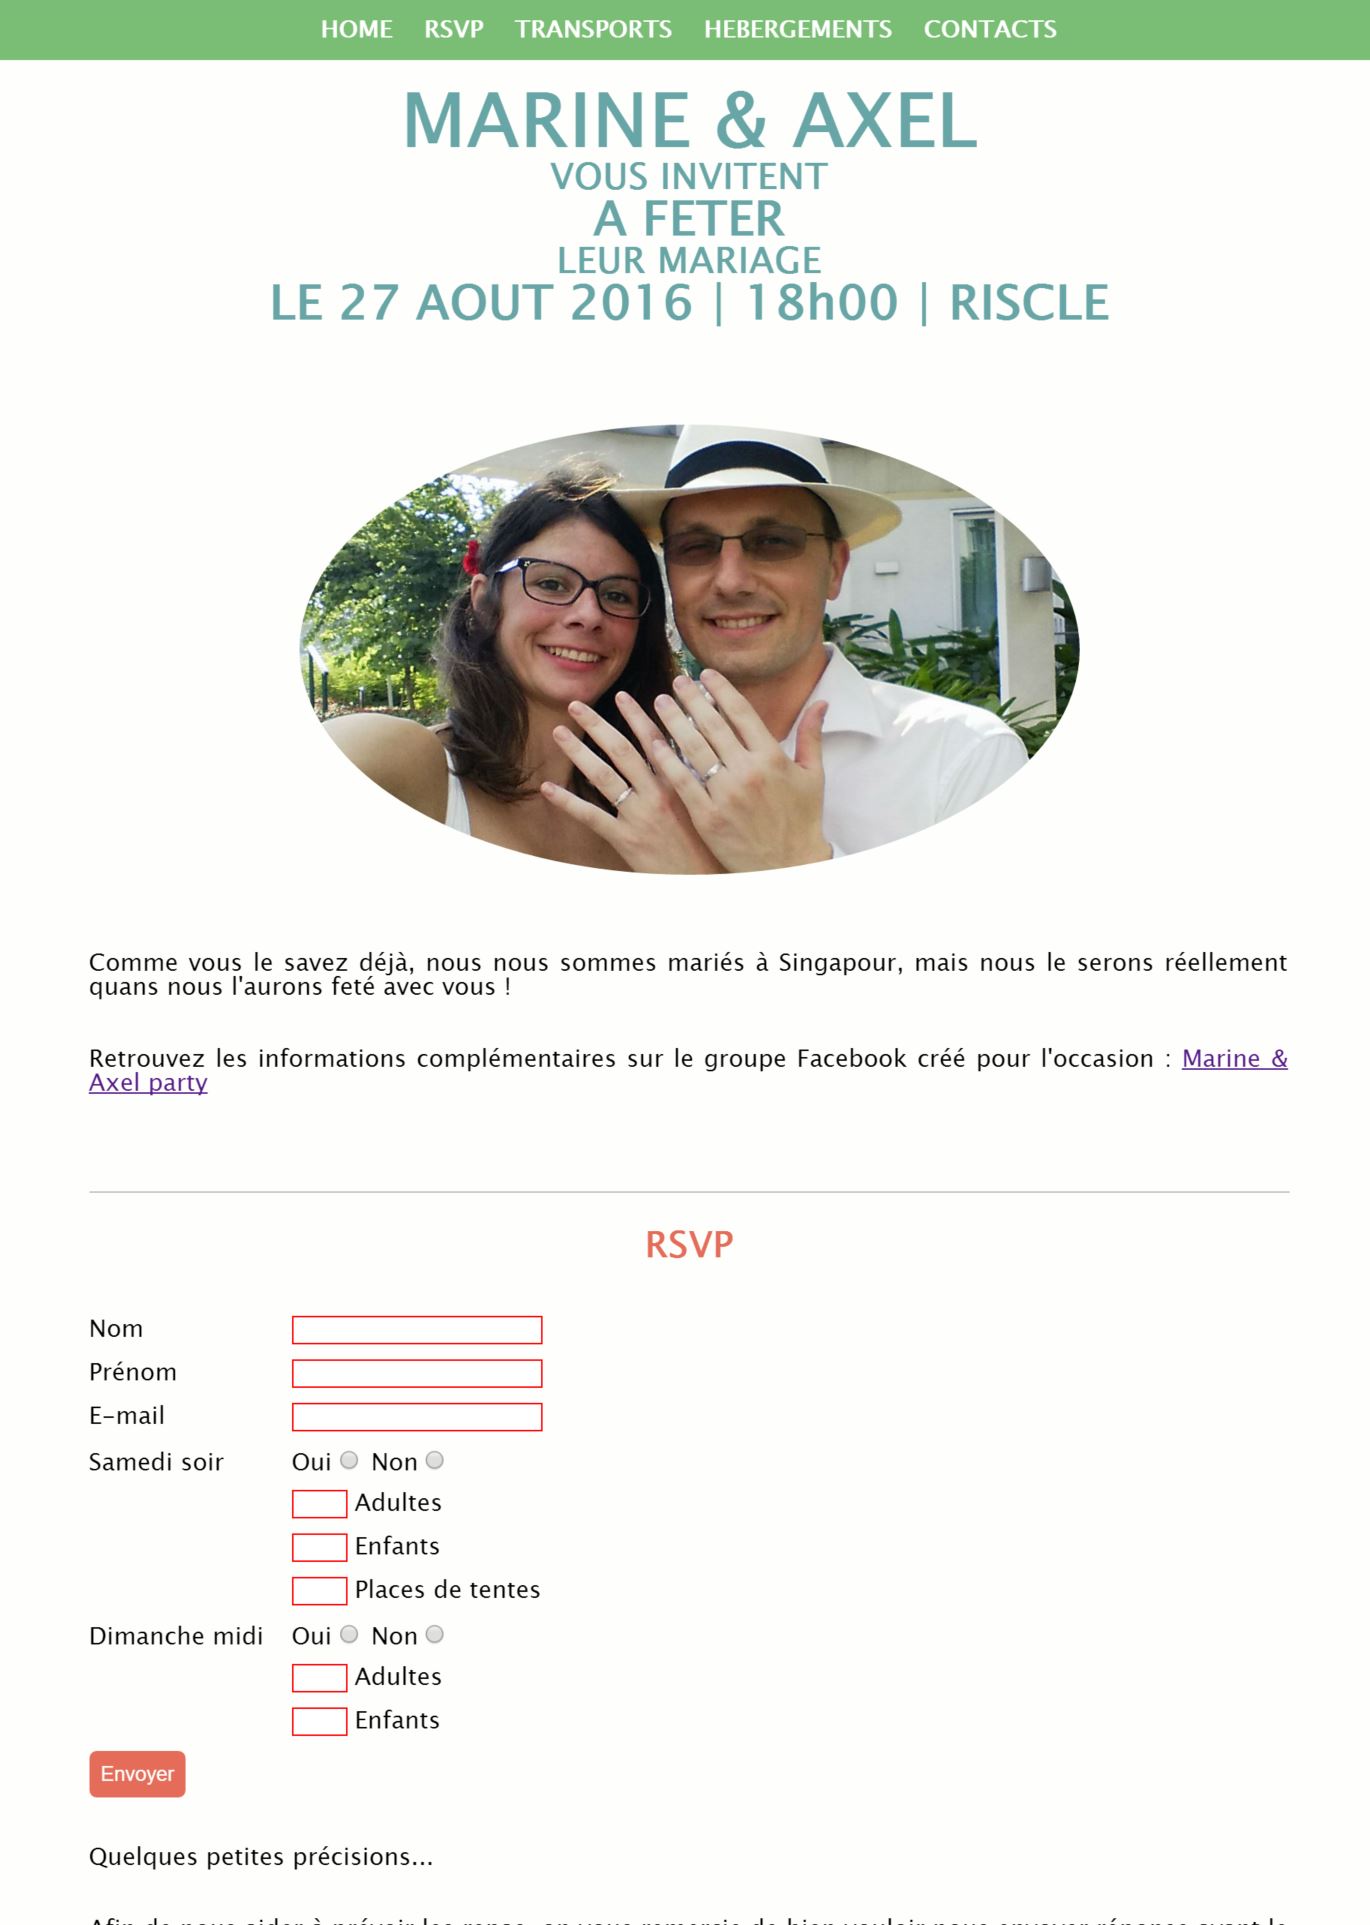 HOME RSVP TRANSPORTS HEBERGEMENTS CONTACTS
MARINE & AXEL
VOUS INVITENT
A FETER
LEUR MARIAGE
LE 27 AOUT 2016 | 18h00 | RISCLE
Comme vous le savez déjà, nous nous sommes mariés à Singapour, mais nous le serons réellement
quans nous l'aurons feté avec vous !
Retrouvez les informations complémentaires sur le groupe Facebook créé pour l'occasion : Marine &
Axel party
RSVP
Nom
Prénom
E-mail
Samedi soir Oui Non
Adultes
Enfants
Places de tentes
Dimanche midi Oui Non
Adultes
Enfants
Envoyer
Quelques petites précisions...